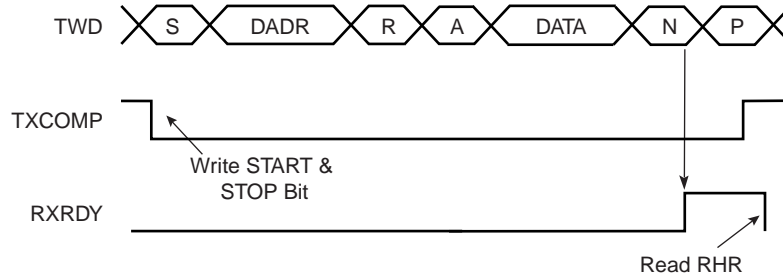 TWD S DADR R A DATA N P
TXCOMP
Write START &
STOP Bit
RXRDY
Read RHR